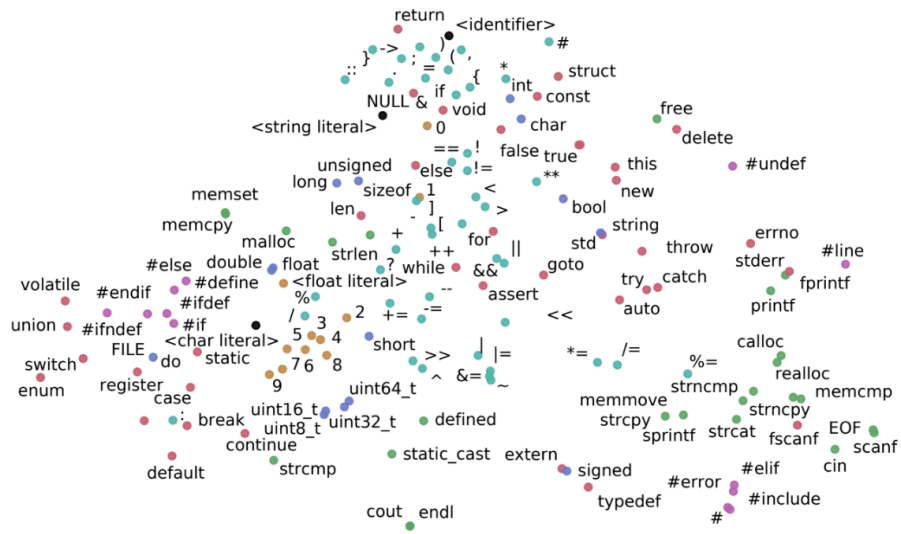 return
<identifier>
#
} -> ; ) ( ,
:: . = {
*
struct
int
const
NULL & if void
free
<string literal>
0
char
delete
== !
false true
unsigned
else !=
this
#undef
long
sizeof 1
**
new
memset
<
len
]
>
bool
memcpy
- [
string
malloc
+
for
std
strlen
++
||
throw
errno
#else
double float
?
while
&&
goto
stderr
#line
volatile
#define
<float literal>
try catch
fprintf
#endif
%
--
assert
auto
printf
#ifdef
union
#ifndef
#if
/
2
+= -=
<<
3
5 4
<char literal>
FILE
do
static
short
| |=
*= /=
calloc
switch
7 6 8
>>
%=
realloc
enum
register
9
^ &= ~
strncmp
case
uint64_t
memmove
memcmp
uint16_t
strncpy
: break
uint8_t uint32_t
defined
strcpy
sprintf
strcat
fscanf
EOF
continue
scanf
default
strcmp
static_cast
extern
signed
cin
#elif
#error
typedef
#include
cout endl
#